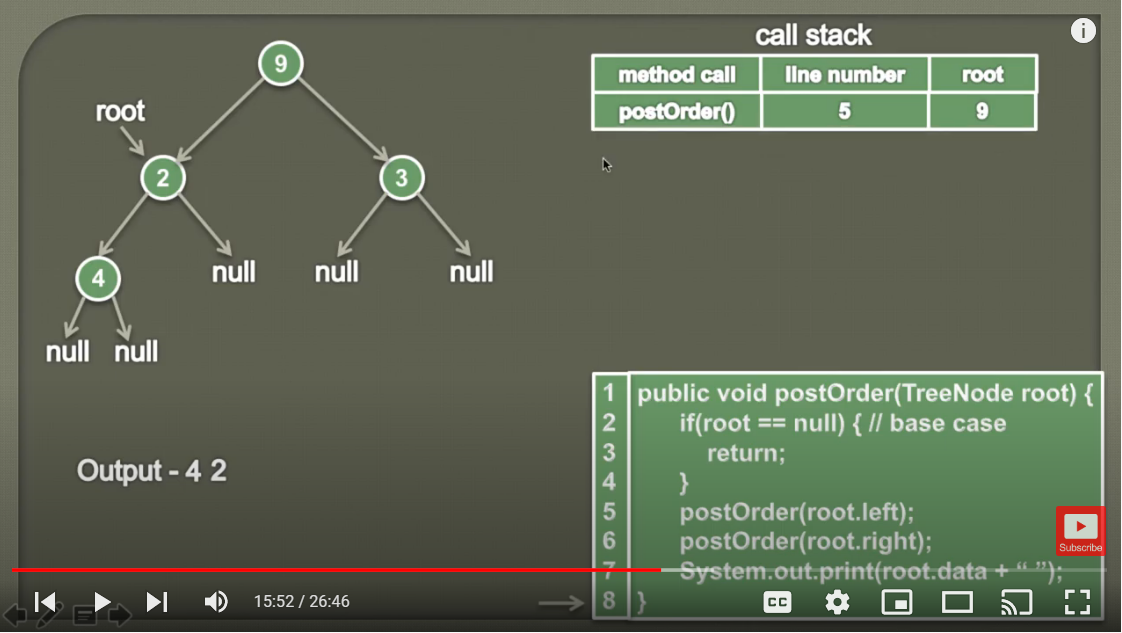 call stack
method call line number root
postOrder() 5 9
9
root
2 3
4 null null null
null null
Output - 4 2
1 public void postOrder(TreeNode root) {
2 if(root == null) { // base case
3 return;
4 }
5 postOrder(root.left);
6 postOrder(root.right);
7 System.out.print(root.data + “ ”);
8 }
Subscribe
15:52 / 26:46
CC